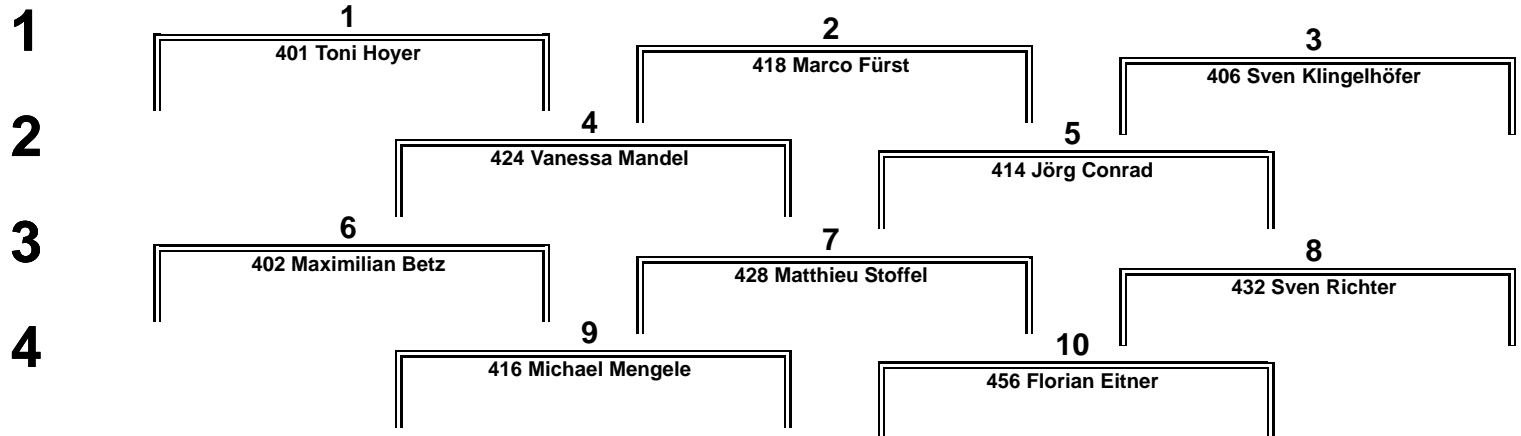 1
1
2
3
401 Toni Hoyer
418 Marco Fürst
406 Sven Klingelhöfer
2
4
5
424 Vanessa Mandel
414 Jörg Conrad
3
6
7
8
402 Maximilian Betz
428 Matthieu Stoffel
432 Sven Richter
4
9
10
416 Michael Mengele
456 Florian Eitner